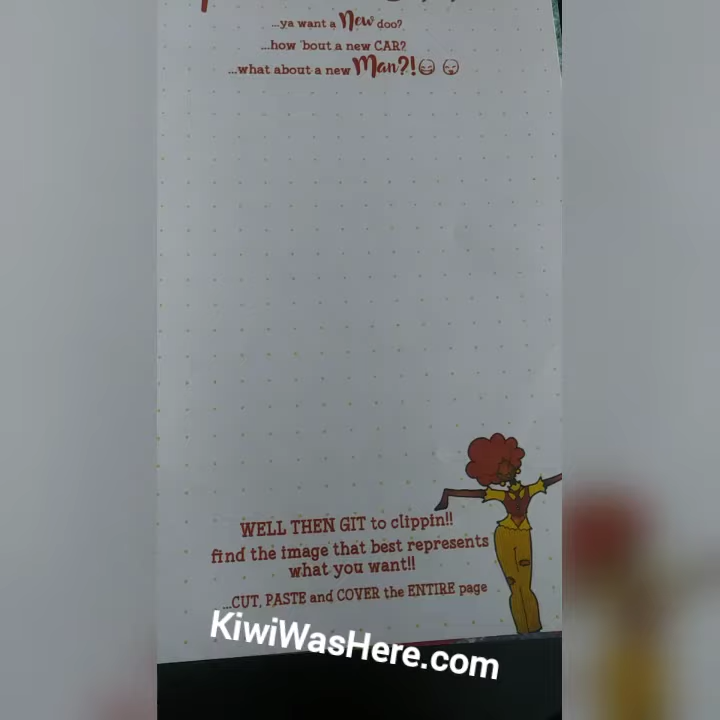 ...ya want a New doo?
...how 'bout a new CAR?
...what about a new Man?!
WELL THEN GIT to clippin!!
find the image that best represents
what you want!!
...CUT, PASTE and COVER the ENTIRE page
KiwiWasHere.com